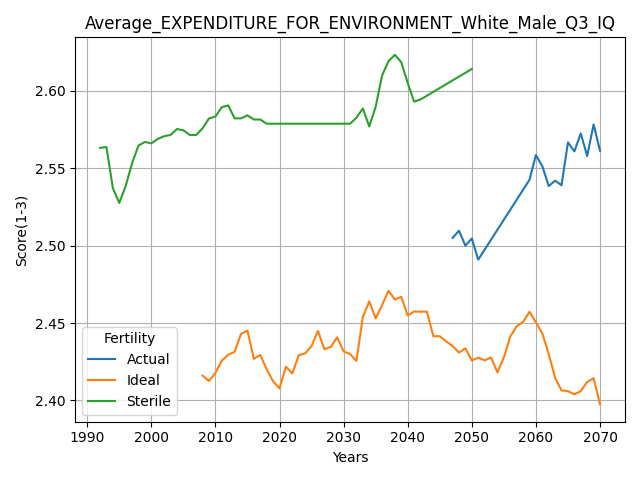 Average_EXPENDITURE_FOR_ENVIRONMENT_White_Male_Q3_IQ
Score(1-3)
2.60
2.55
2.50
2.45
2.40
Fertility
Actual
Ideal
Sterile
1990 2000 2010 2020 2030 2040 2050 2060 2070
Years